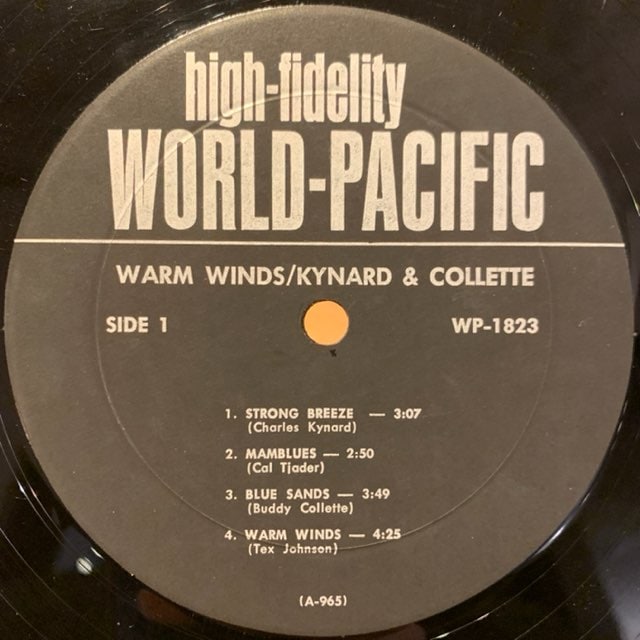 high-fidelity
WORLD-PACIFIC
WARM WINDS/KYNARD & COLLETTE
SIDE 1 WP-1823
1. STRONG BREEZE — 3:07
(Charles Kynard)
2. MAMBLUES — 2:50
(Cal Tjader)
3. BLUE SANDS — 3:49
(Buddy Collette)
4. WARM WINDS — 4:25
(Tex Johnson)
(A-965)